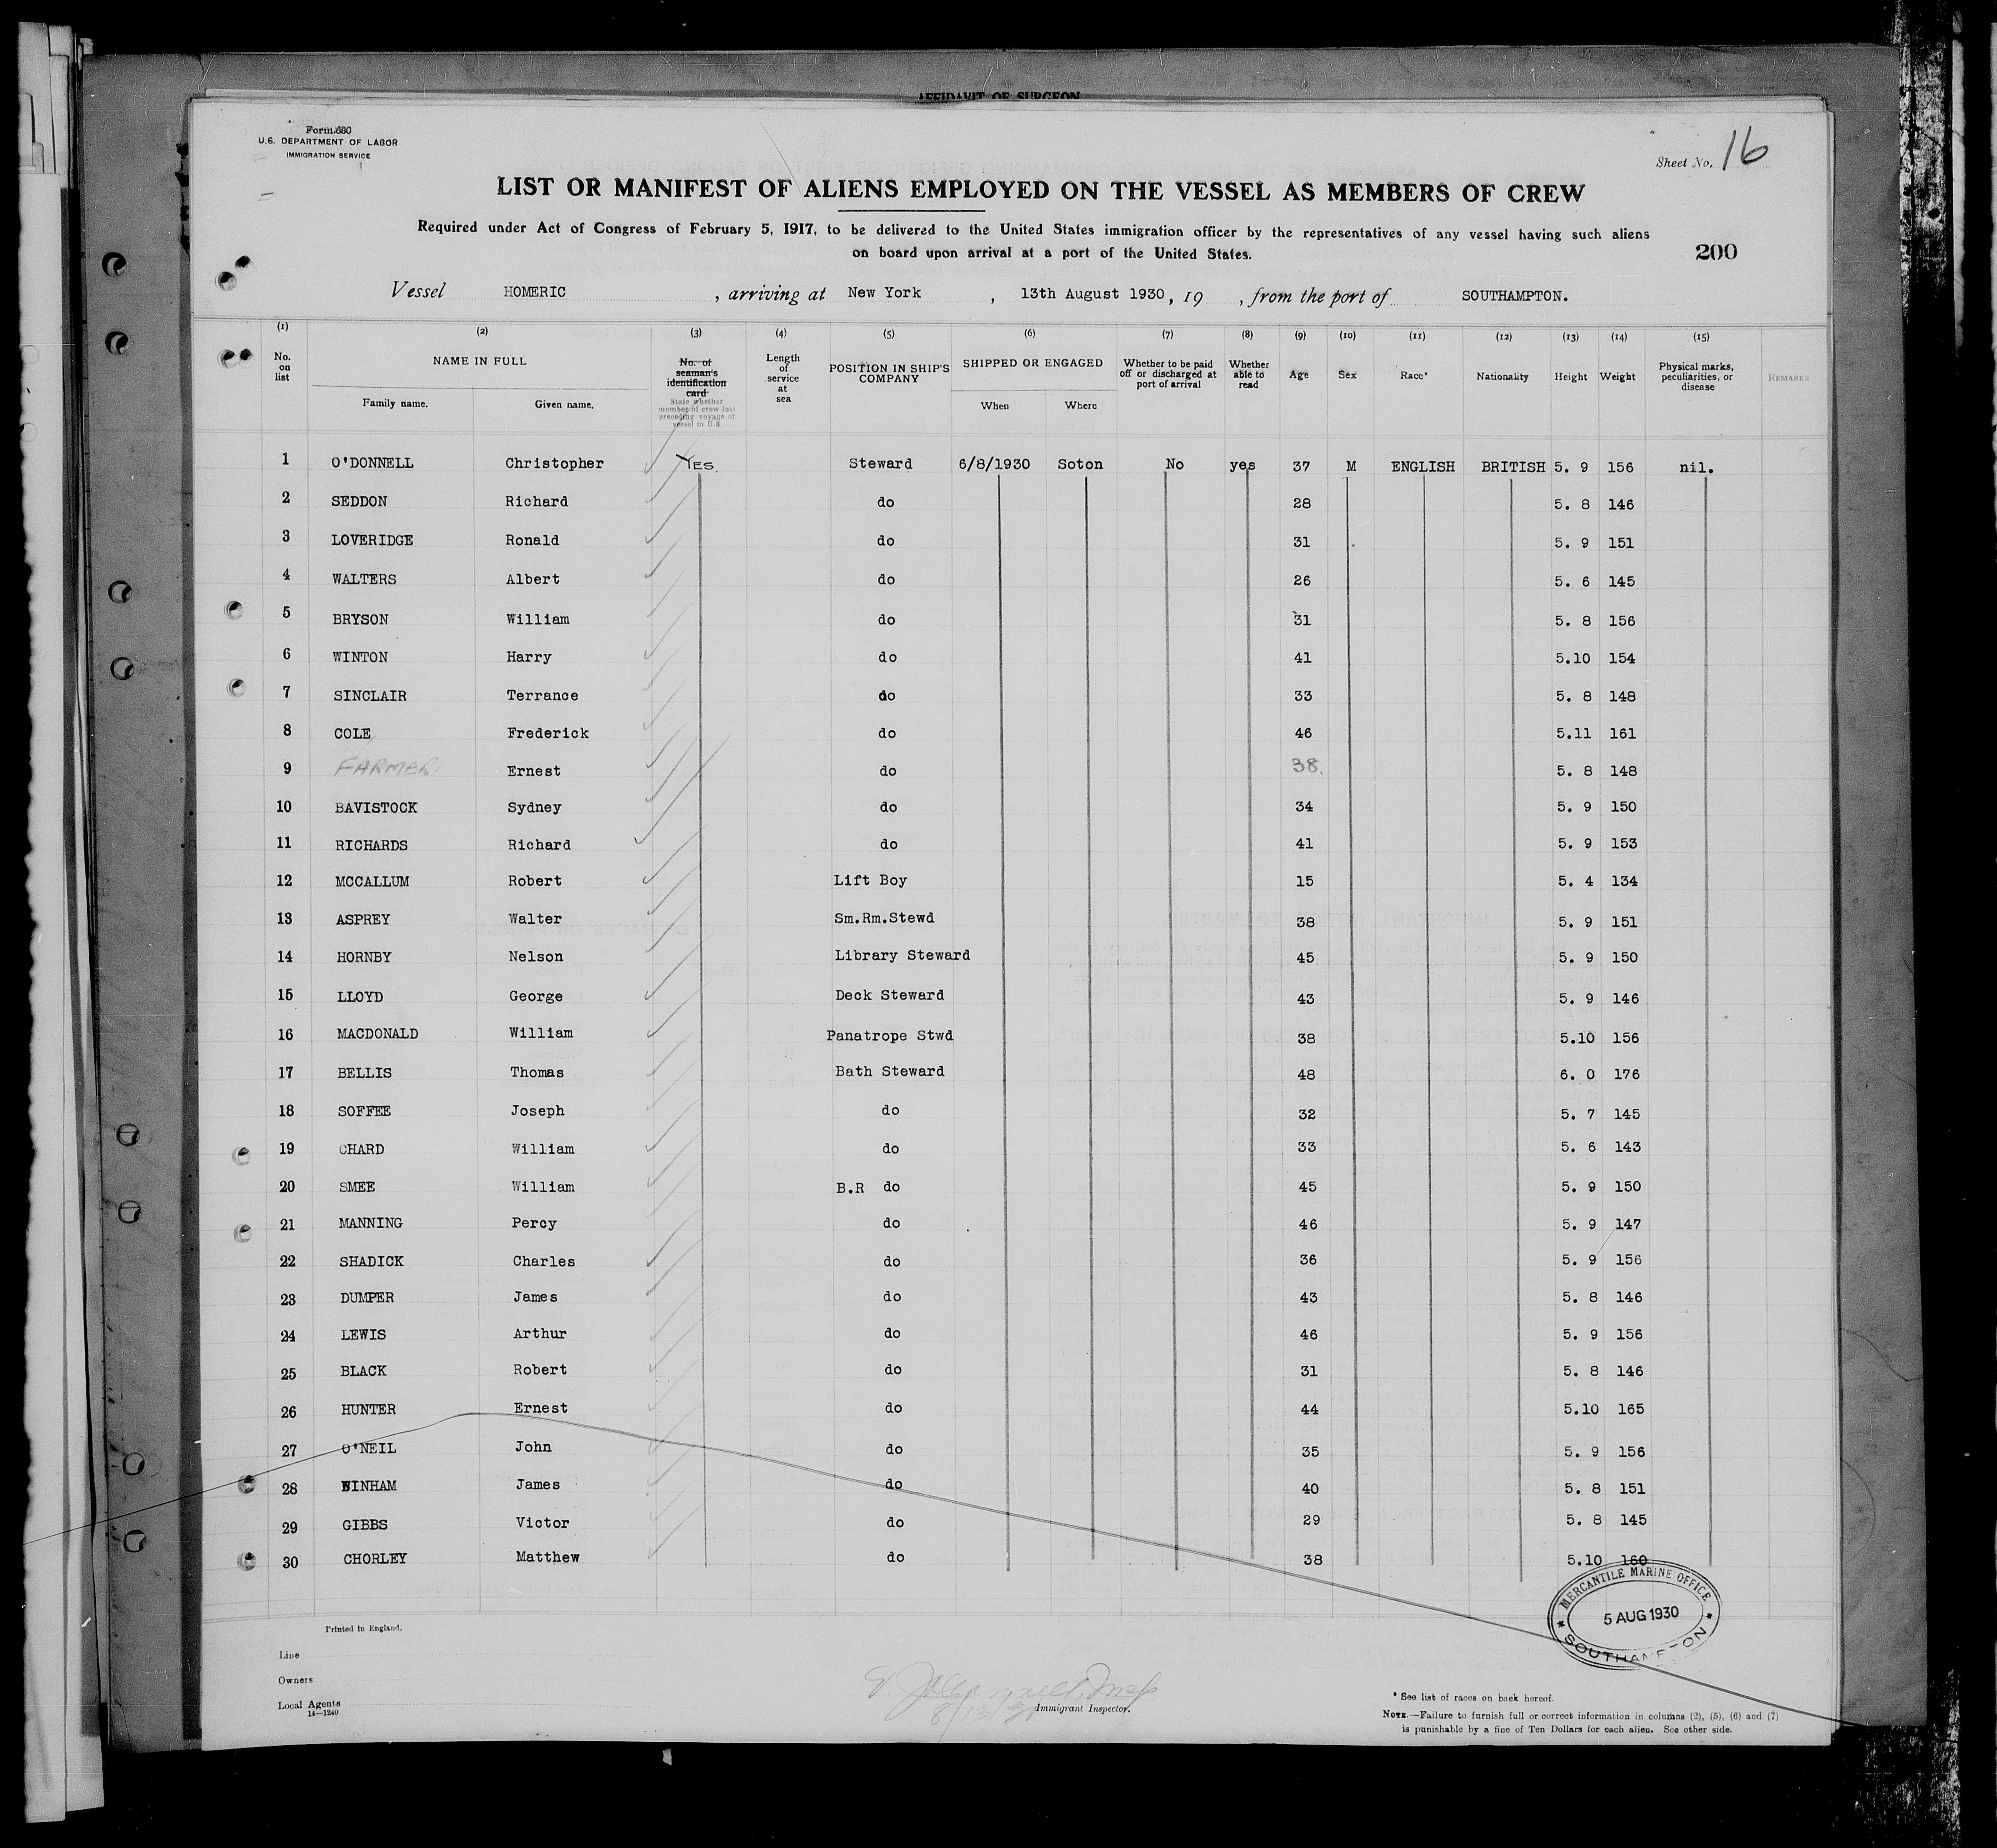 AFFIDAVIT OF SURGEON
Form 680
U.S. DEPARTMENT OF LABOR
IMMIGRATION SERVICE
Sheet No. 16
LIST OR MANIFEST OF ALIENS EMPLOYED ON THE VESSEL AS MEMBERS OF CREW
Required under Act of Congress of February 5, 1917, to be delivered to the United States immigration officer by the representatives of any vessel having such aliens
on board upon arrival at a port of the United States.
200
Vessel HOMERIC , arriving at New York , 13th August 1930, 19 , from the port of SOUTHAMPTON.
(1) (2) (3) (4) (5) (6) (7) (8) (9) (10) (11) (12) (13) (14) (15)
No. on list NAME IN FULL Family name. Given name. No. of seaman's identification card State whether member of crew last preceding voyage of vessel to U.S. Length of service at sea POSITION IN SHIP'S COMPANY SHIPPED OR ENGAGED When Where Whether to be paid off or discharged at port of arrival Whether able to read Age Sex Race* Nationality Height Weight Physical marks, peculiarities, or disease REMARKS
1 O'DONNELL Christopher YES. Steward 6/8/1930 Soton No yes 37 M ENGLISH BRITISH 5. 9 156 nil.
2 SEDDON Richard do 28 5. 8 146
3 LOVERIDGE Ronald do 31 5. 9 151
4 WALTERS Albert do 26 5. 6 145
5 BRYSON William do 31 5. 8 156
6 WINTON Harry do 41 5.10 154
7 SINCLAIR Terrance do 33 5. 8 148
8 COLE Frederick do 46 5.11 161
9 FARMER Ernest do 38. 5. 8 148
10 BAVISTOCK Sydney do 34 5. 9 150
11 RICHARDS Richard do 41 5. 9 153
12 MCCALLUM Robert Lift Boy 15 5. 4 134
13 ASPREY Walter Sm.Rm.Stewd 38 5. 9 151
14 HORNBY Nelson Library Steward 45 5. 9 150
15 LLOYD George Deck Steward 43 5. 9 146
16 MACDONALD William Panatrope Stwd 38 5.10 156
17 BELLIS Thomas Bath Steward 48 6. 0 176
18 SOFFEE Joseph do 32 5. 7 145
19 CHARD William do 33 5. 6 143
20 SMEE William B.R do 45 5. 9 150
21 MANNING Percy do 46 5. 9 147
22 SHADICK Charles do 36 5. 9 156
23 DUMPER James do 43 5. 8 146
24 LEWIS Arthur do 46 5. 9 156
25 BLACK Robert do 31 5. 8 146
26 HUNTER Ernest do 44 5.10 165
27 O'NEIL John do 35 5. 9 156
28 WINHAM James do 40 5. 8 151
29 GIBBS Victor do 29 5. 8 145
30 CHORLEY Matthew do 38 5.10 160
MERCANTILE MARINE OFFICE
5 AUG 1930
SOUTHAMPTON
Printed in England.
Line
Owners
Local Agents
14—1240
8/13/30
Immigrant Inspector.
* See list of races on back hereof.
NOTE.—Failure to furnish full or correct information in columns (2), (5), (6) and (7)
is punishable by a fine of Ten Dollars for each alien. See other side.